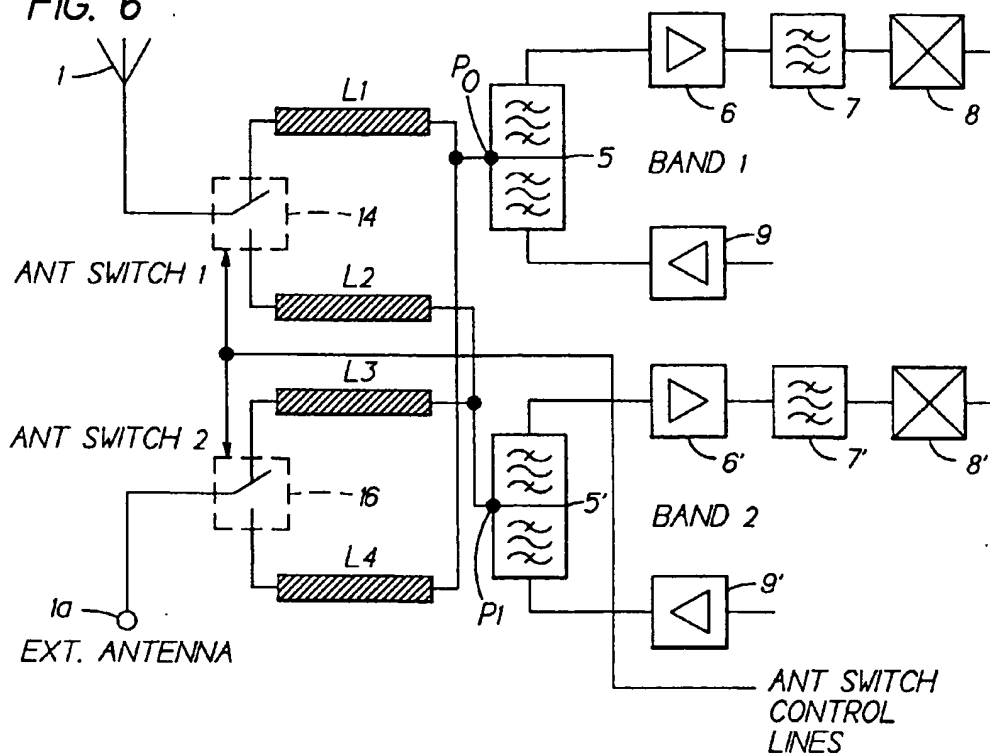 FIG. 6
1
L1
P0
6
7
8
5
BAND 1
14
9
ANT SWITCH 1
L2
L3
ANT SWITCH 2
6'
7'
8'
16
5'
BAND 2
L4
9'
1a
P1
EXT. ANTENNA
ANT SWITCH
CONTROL
LINES